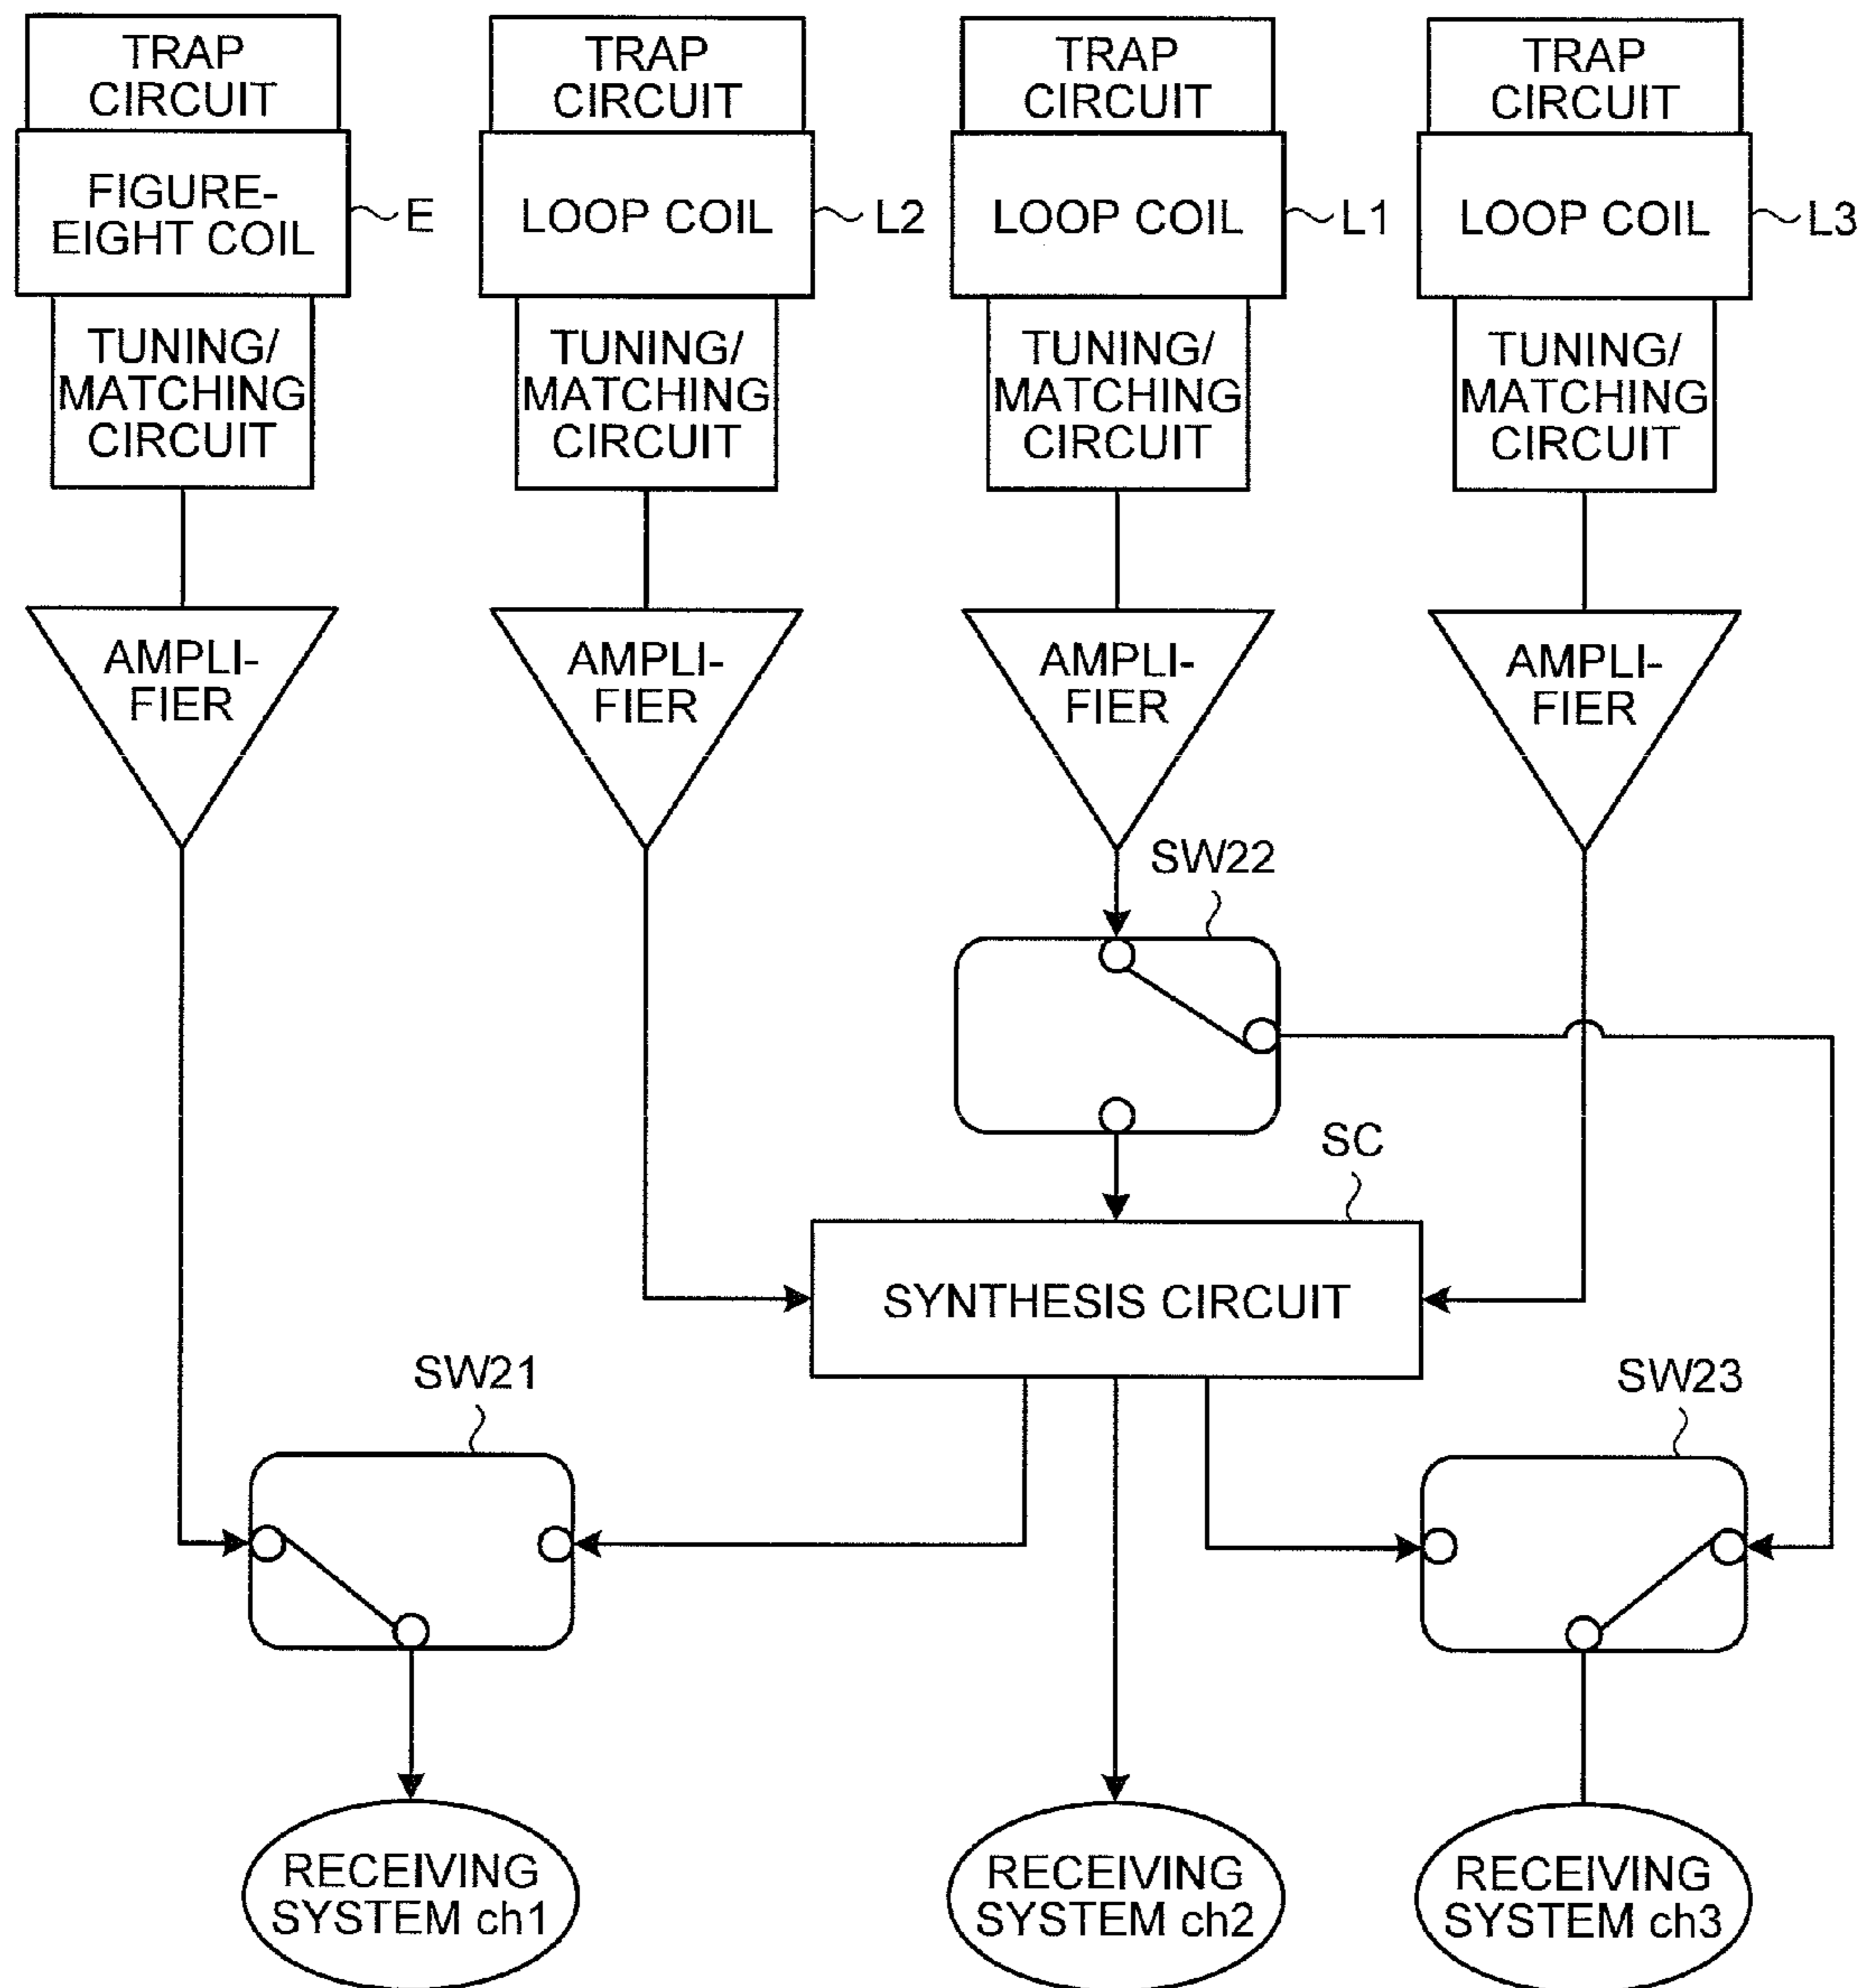 TRAP
CIRCUIT
TRAP
CIRCUIT
TRAP
CIRCUIT
TRAP
CIRCUIT
FIGURE-
EIGHT COIL
E
LOOP COIL
L2
LOOP COIL
L1
LOOP COIL
L3
TUNING/
MATCHING
CIRCUIT
TUNING/
MATCHING
CIRCUIT
TUNING/
MATCHING
CIRCUIT
TUNING/
MATCHING
CIRCUIT
AMPLI-
FIER
AMPLI-
FIER
AMPLI-
FIER
AMPLI-
FIER
SW22
SC
SYNTHESIS CIRCUIT
SW21
SW23
RECEIVING
SYSTEM ch1
RECEIVING
SYSTEM ch2
RECEIVING
SYSTEM ch3